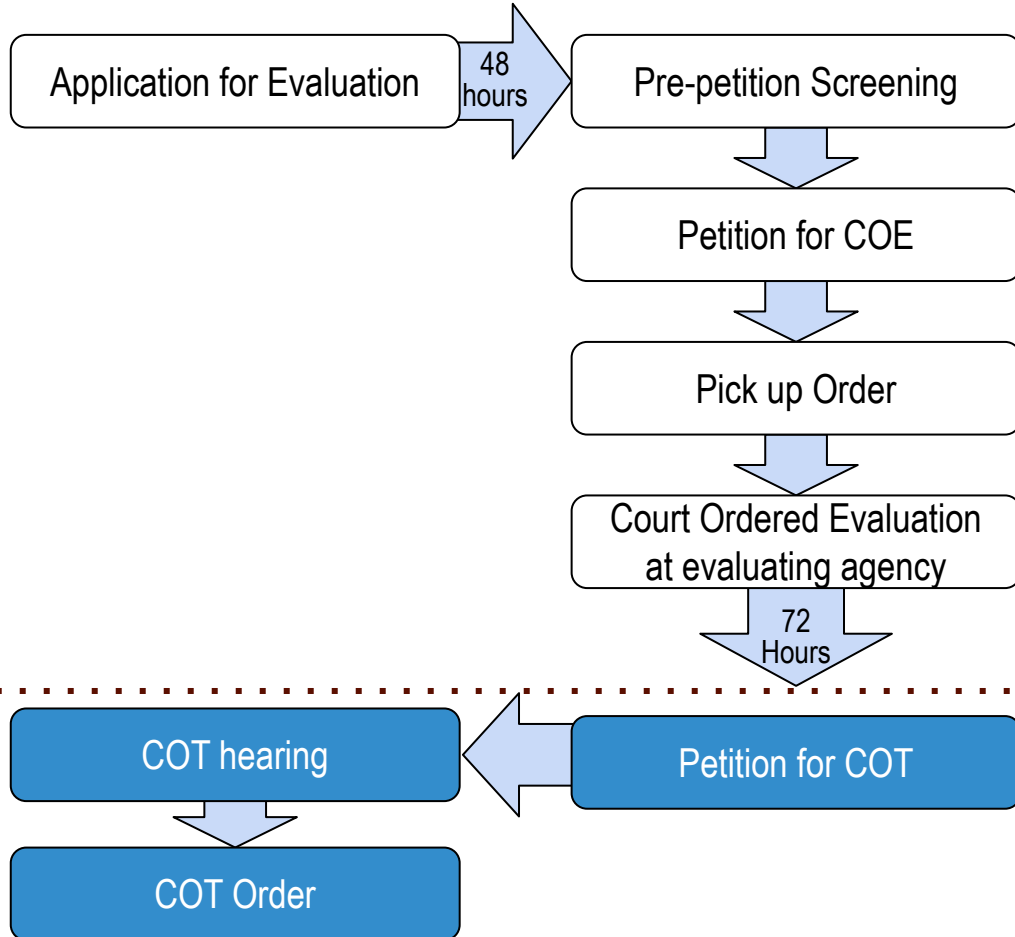 Application for Evaluation
48
hours
Pre-petition Screening
Petition for COE
Pick up Order
Court Ordered Evaluation
at evaluating agency
72
Hours
Petition for COT
COT hearing
COT Order